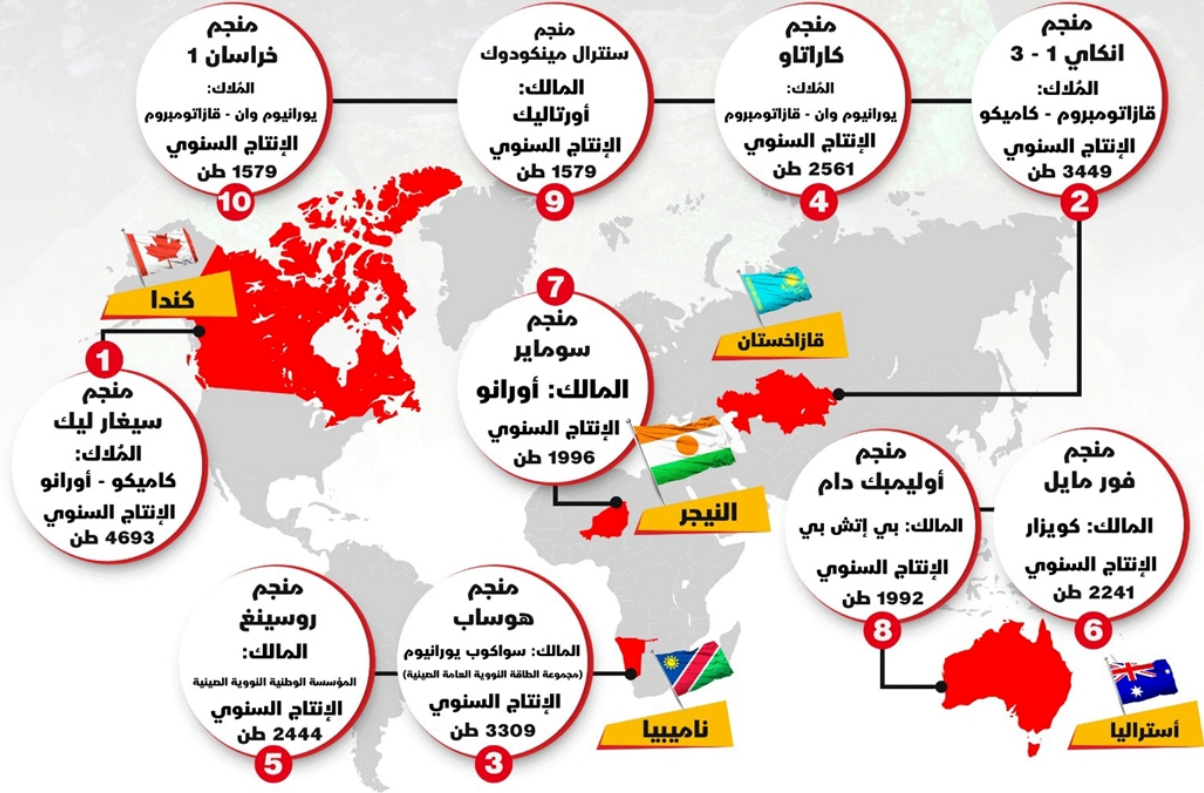 منجم
انكاي 1 - 3
المُلاك:
قازاتومبروم - كاميكو
الإنتاج السنوي
3449 طن
2
منجم
كاراتاو
المُلاك:
يورانيوم وان - قازاتومبروم
الإنتاج السنوي
2561 طن
4
منجم
سنترال مينكودوك
المالك:
أورتاليك
الإنتاج السنوي
1579 طن
9
منجم
خراسان 1
المُلاك:
يورانيوم وان - قازاتومبروم
الإنتاج السنوي
1579 طن
10
قازاخستان
كندا
1
منجم
سيغار ليك
المُلاك:
كاميكو - أورانو
الإنتاج السنوي
4693 طن
7
منجم
سوماير
المالك: أورانو
الإنتاج السنوي
1996 طن
النيجر
منجم
فور مايل
المالك: كويزار
الإنتاج السنوي
2241 طن
6
منجم
أوليمبك دام
المالك: بي إتش بي
الإنتاج السنوي
1992 طن
8
أستراليا
منجم
هوساب
المالك: سواكوب يورانيوم
(مجموعة الطاقة النووية العامة الصينية)
الإنتاج السنوي
3309 طن
3
منجم
روسينغ
المالك:
المؤسسة الوطنية النووية الصينية
الإنتاج السنوي
2444 طن
5
ناميبيا